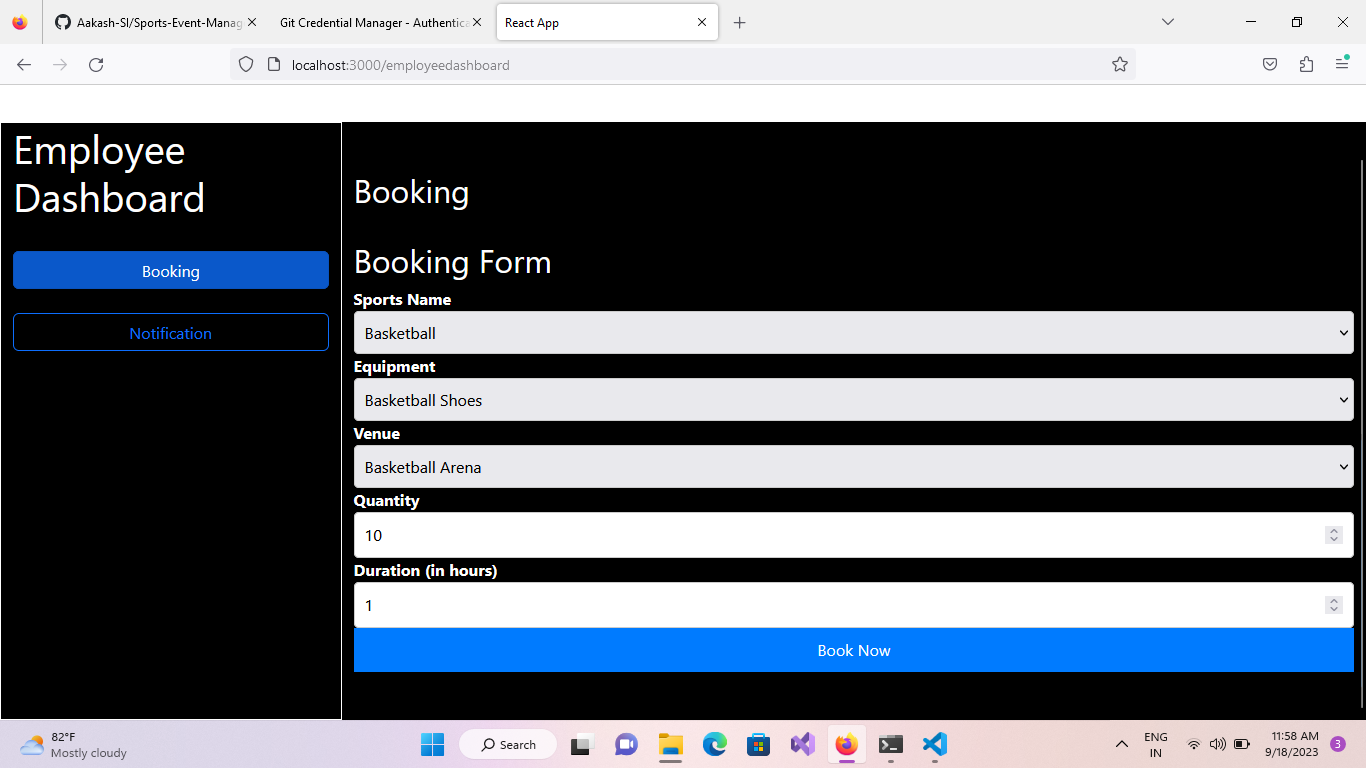 Aakash-Sl/Sports-Event-Manag
Git Credential Manager - Authentica
React App
localhost:3000/employeedashboard
Employee
Dashboard
Booking
Notification
Booking
Booking Form
Sports Name
Basketball
Equipment
Basketball Shoes
Venue
Basketball Arena
Quantity
10
Duration (in hours)
1
Book Now
82°F
Mostly cloudy
Search
ENG
IN
11:58 AM
9/18/2023
3